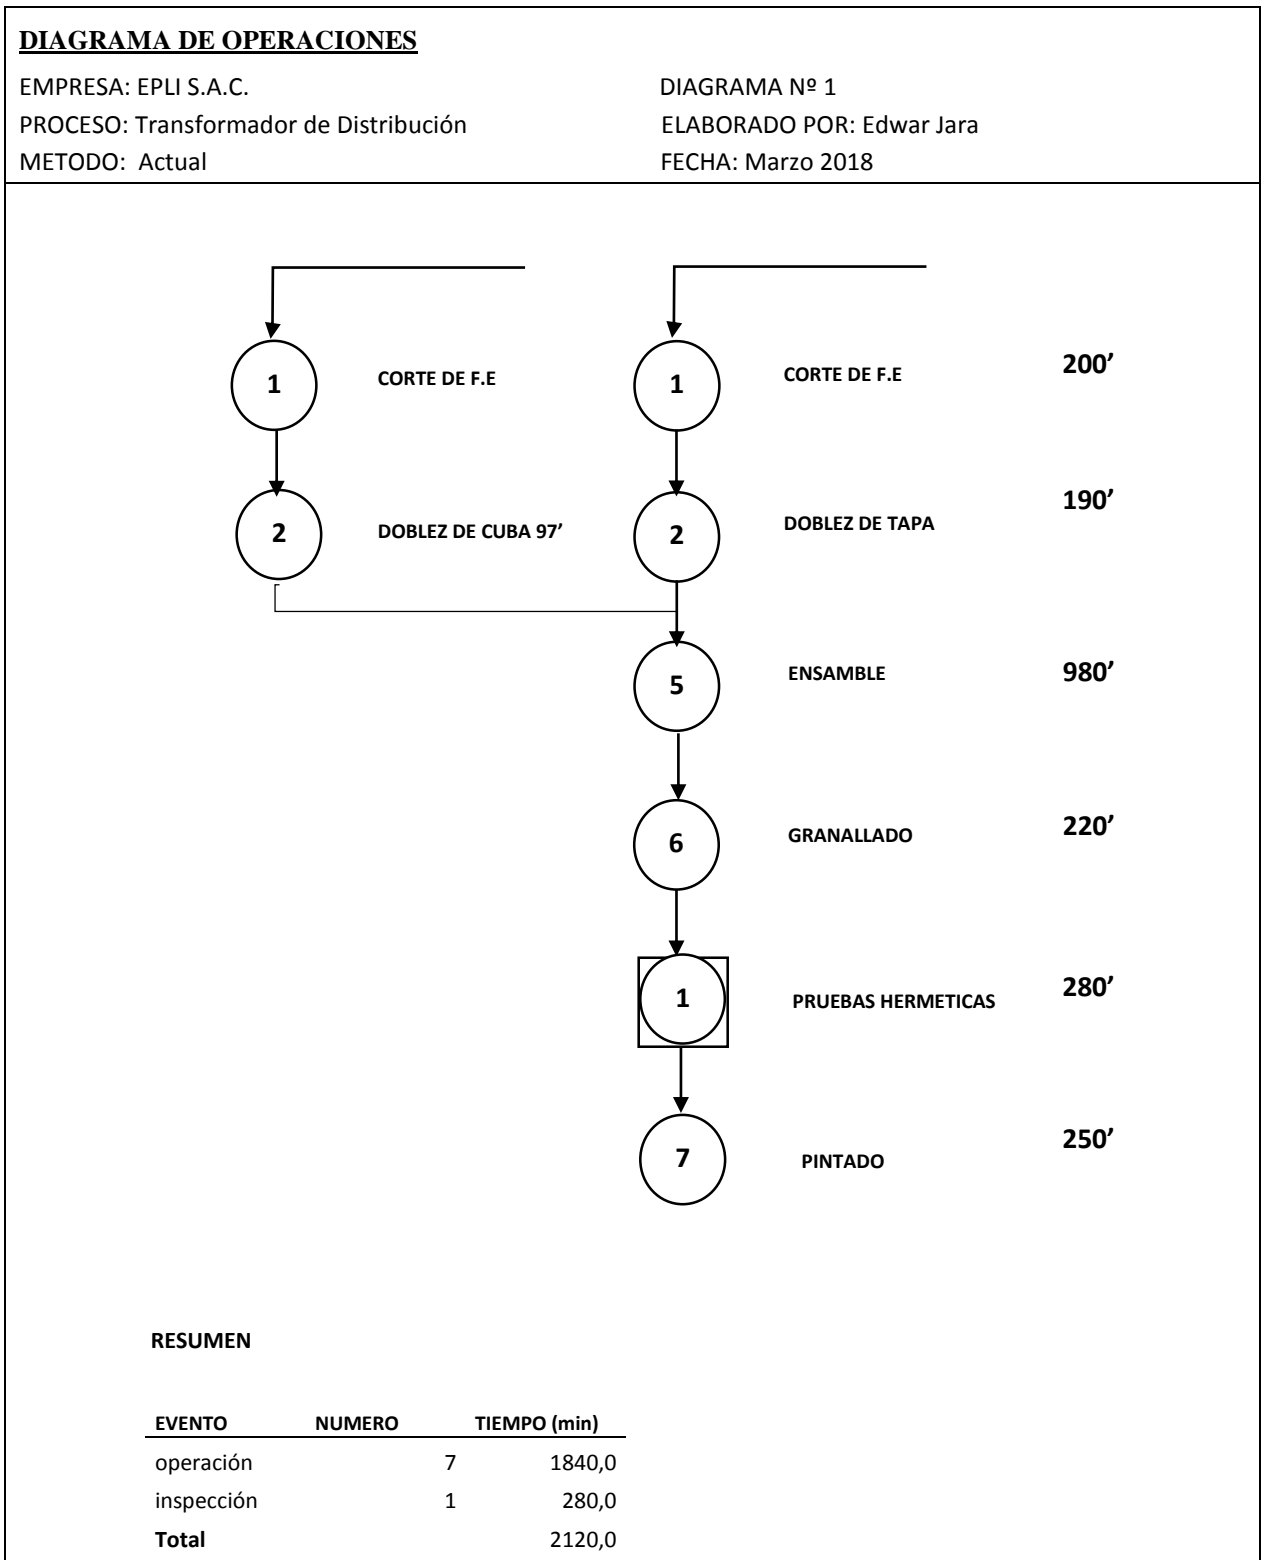 DIAGRAMA DE OPERACIONES
EMPRESA: EPLI S.A.C. DIAGRAMA Nº 1
PROCESO: Transformador de Distribución ELABORADO POR: Edwar Jara
METODO: Actual FECHA: Marzo 2018
1 CORTE DE F.E 1 CORTE DE F.E 200’
2 DOBLEZ DE CUBA 97’ 2 DOBLEZ DE TAPA 190’
5 ENSAMBLE 980’
6 GRANALLADO 220’
1 PRUEBAS HERMETICAS 280’
7 PINTADO 250’
RESUMEN
EVENTO NUMERO TIEMPO (min)
operación 7 1840,0
inspección 1 280,0
Total 2120,0